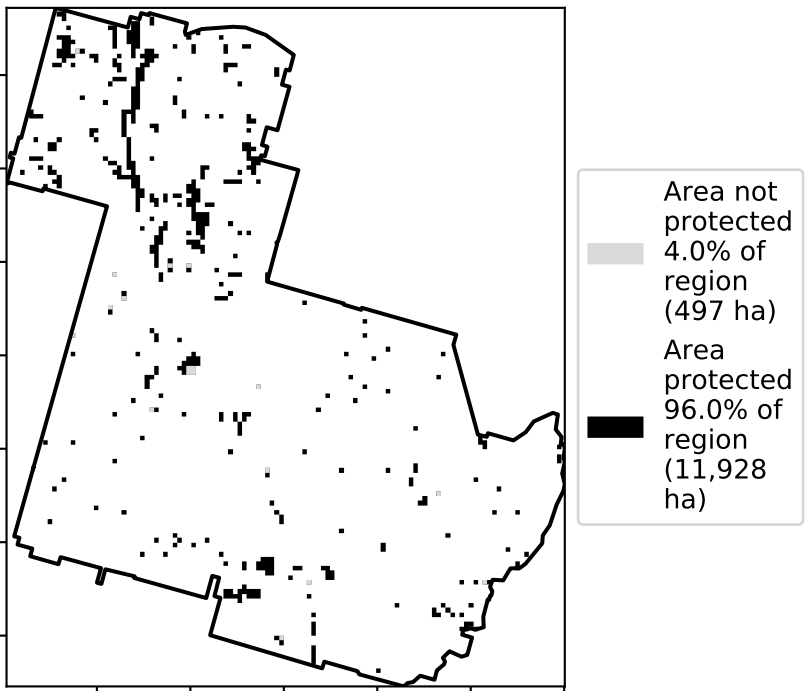 Area not
protected
4.0% of
region
(497 ha)
Area
protected
96.0% of
region
(11,928
ha)